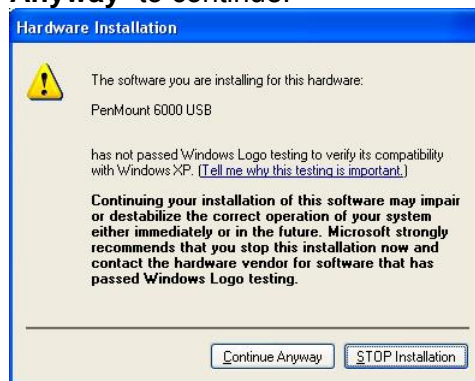 Anyway" to continue.
Hardware Installation
The software you are installing for this hardware:
PenMount 6000 USB
has not passed Windows Logo testing to verify its compatibility
with Windows XP. (Tell me why this testing is important.)
Continuing your installation of this software may impair
or destabilize the correct operation of your system
either immediately or in the future. Microsoft strongly
recommends that you stop this installation now and
contact the hardware vendor for software that has
passed Windows Logo testing.
Continue Anyway
STOP Installation